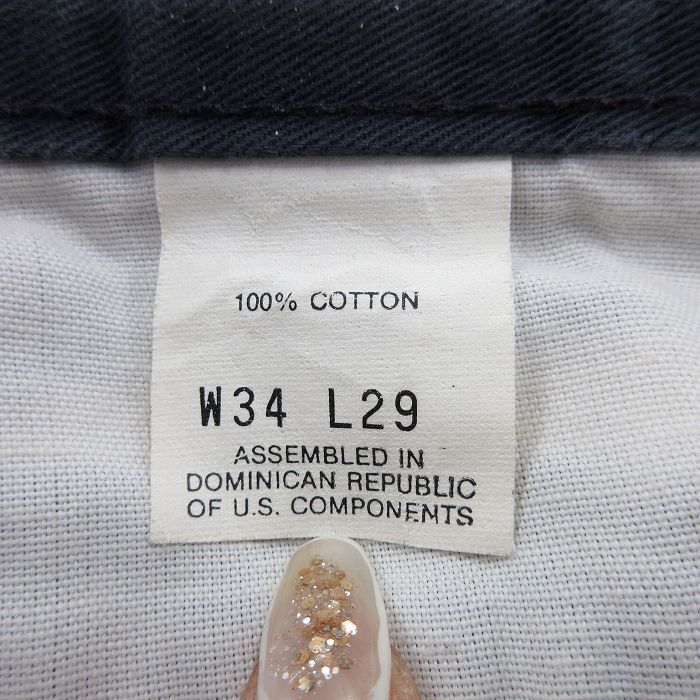 100% COTTON
W34 L29
ASSEMBLED IN
DOMINICAN REPUBLIC
OF U.S. COMPONENTS